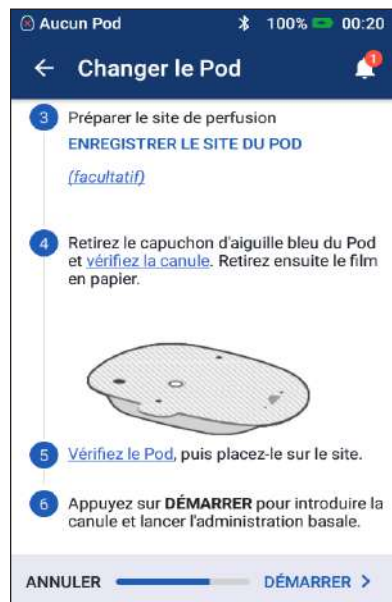 Aucun Pod 100% 00:20
Changer le Pod 1
3 Préparer le site de perfusion
ENREGISTRER LE SITE DU POD
(facultatif)
4 Retirez le capuchon d'aiguille bleu du Pod
et vérifiez la canule. Retirez ensuite le film
en papier.
5 Vérifiez le Pod, puis placez-le sur le site.
6 Appuyez sur DÉMARRER pour introduire la
canule et lancer l'administration basale.
ANNULER DÉMARRER >